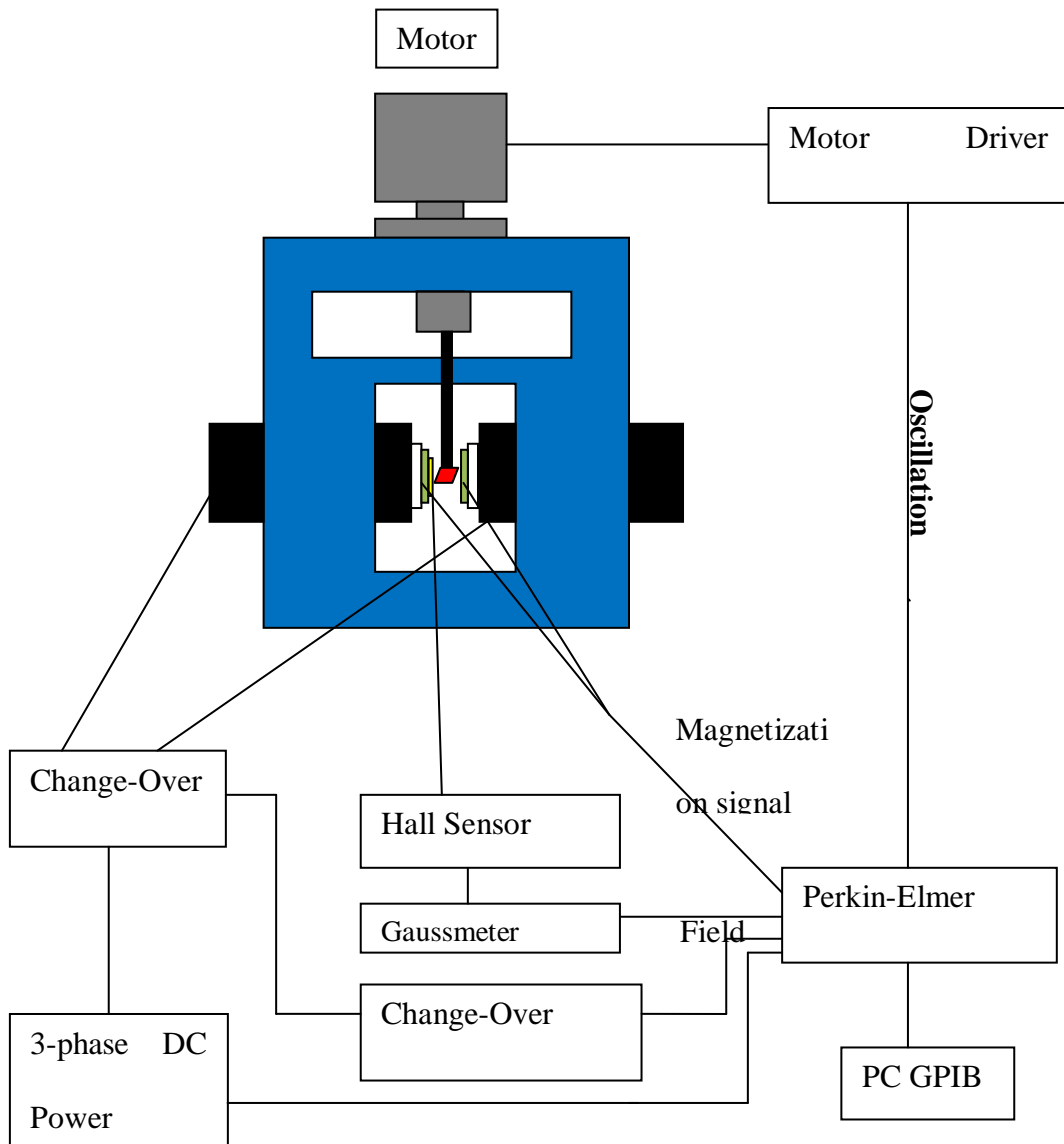 Motor
Motor Driver
Oscillation
Magnetizati
on signal
Change-Over
Hall Sensor
Perkin-Elmer
Gaussmeter
Field
Change-Over
3-phase DC
Power
PC GPIB